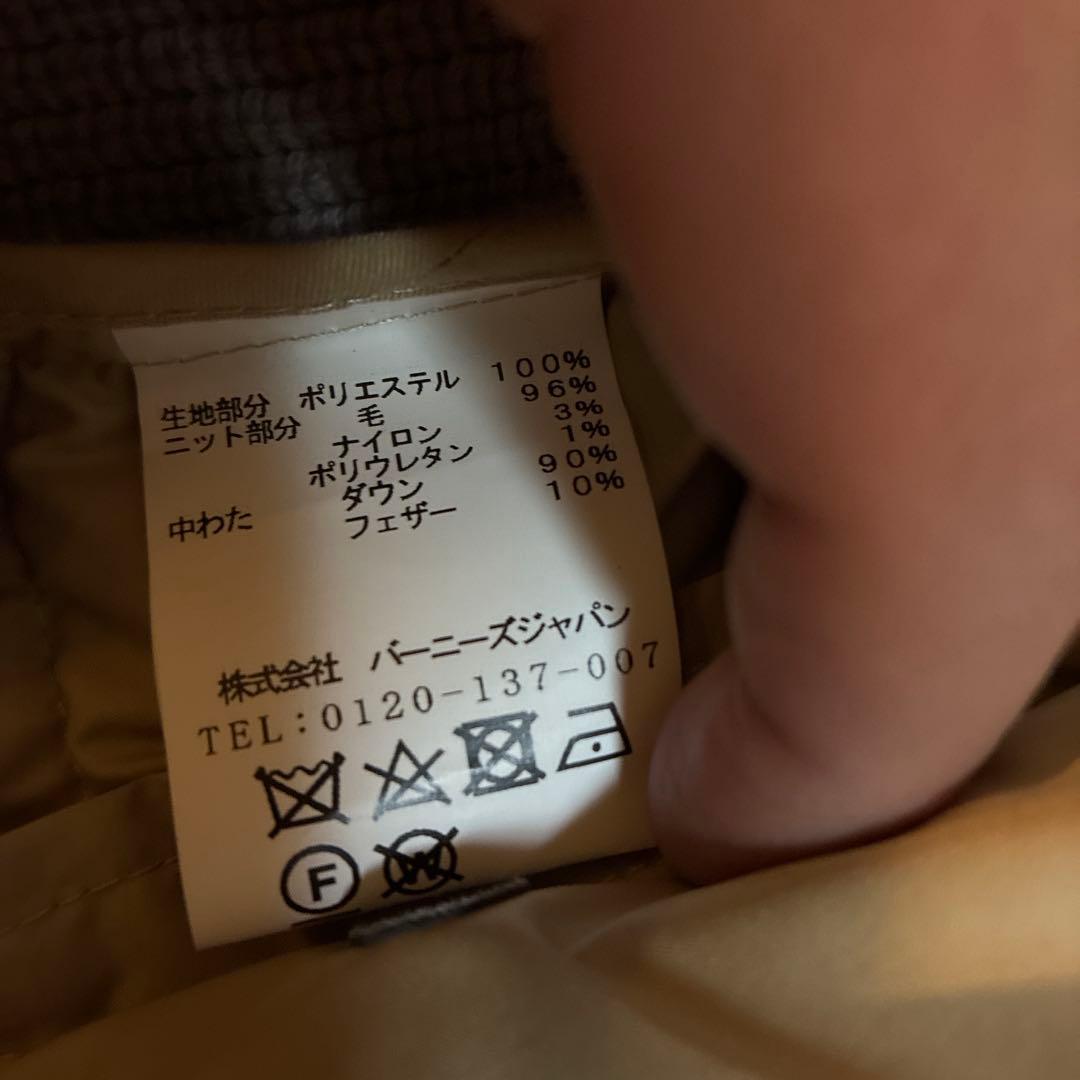 生地部分 ポリエステル 100%
ニット部分 毛 96%
ナイロン 3%
ポリウレタン 1%
中わた ダウン 90%
フェザー 10%
株式会社 バーニーズジャパン
TEL:0120-137-007
F W